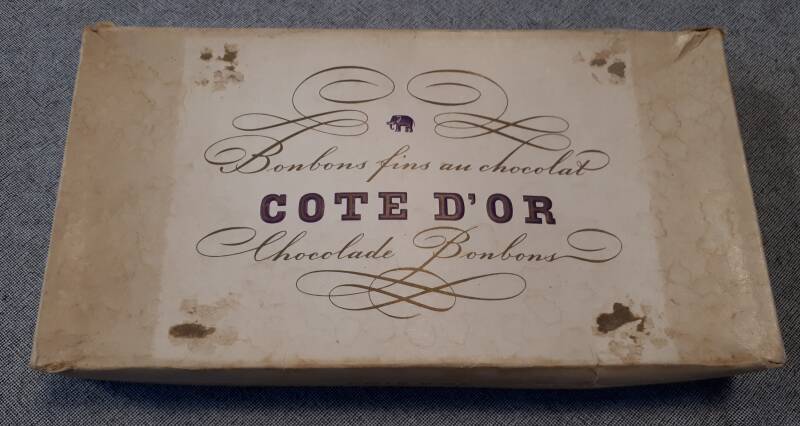 Bonbons fins au chocolat
COTE D'OR
Chocolade Bonbons